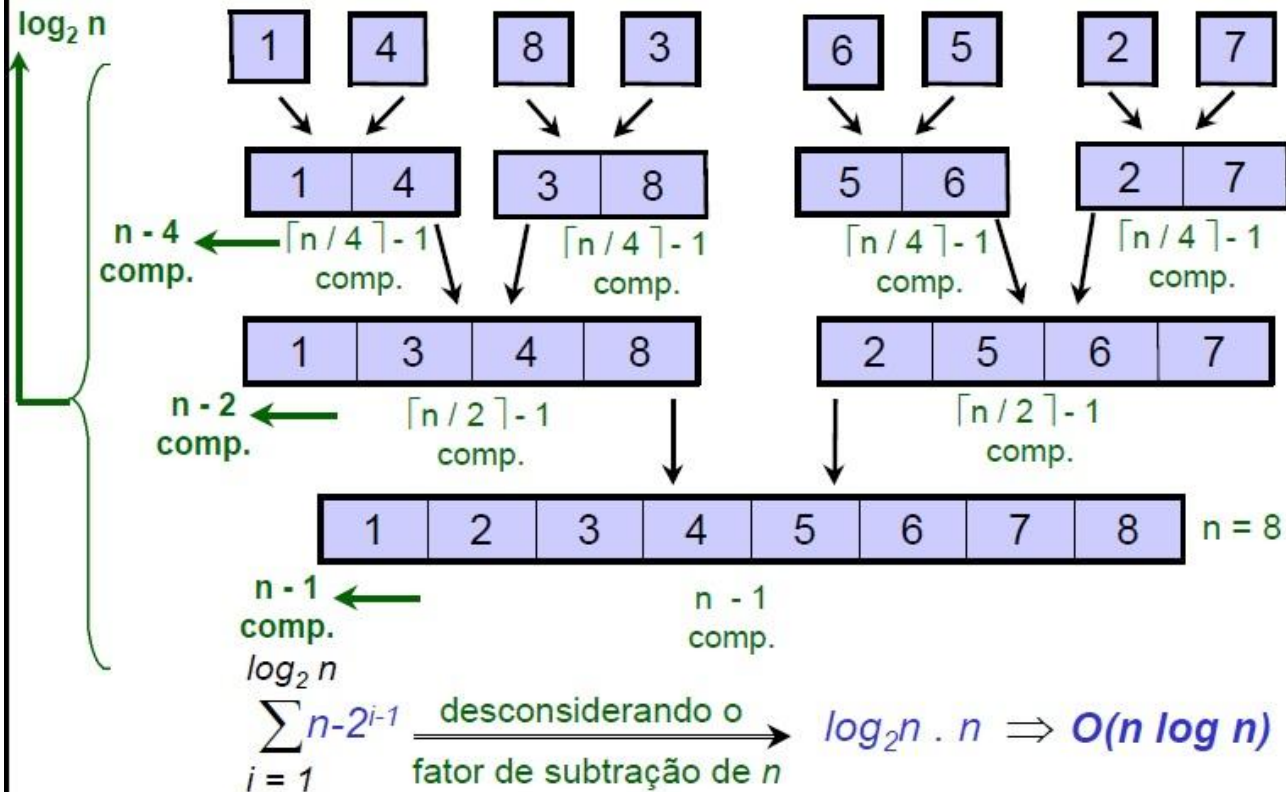 log₂ n
1 4 8 3 6 5 2 7
1 4 3 8 5 6 2 7
n - 4 ⌈n / 4⌉ - 1 ⌈n / 4⌉ - 1 ⌈n / 4⌉ - 1 ⌈n / 4⌉ - 1
comp. comp. comp. comp. comp.
1 3 4 8 2 5 6 7
n - 2 ⌈n / 2⌉ - 1 ⌈n / 2⌉ - 1
comp. comp. comp.
1 2 3 4 5 6 7 8 n = 8
n - 1 n - 1
comp. comp.
log₂ n
∑ n-2ⁱ⁻¹ desconsiderando o log₂n . n ⇒ O(n log n)
i = 1 fator de subtração de n